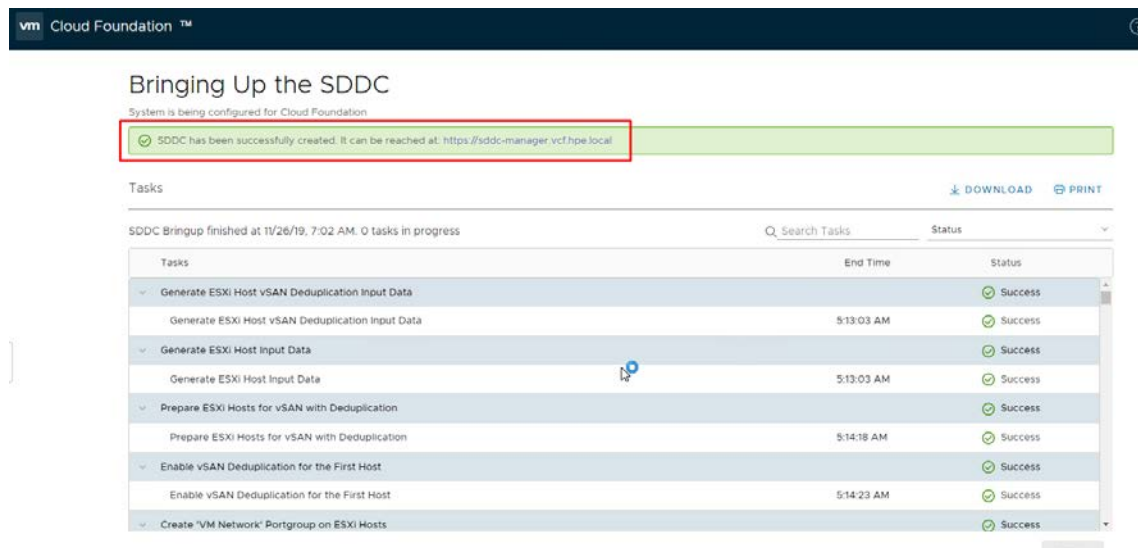 vm Cloud Foundation ™
Bringing Up the SDDC
System is being configured for Cloud Foundation
SDDC has been successfully created. It can be reached at: https://sddc-manager.vcf.hpe.local
Tasks DOWNLOAD PRINT
SDDC Bringup finished at 11/26/19, 7:02 AM. 0 tasks in progress Search Tasks Status
Tasks End Time Status
Generate ESXi Host vSAN Deduplication Input Data Success
Generate ESXi Host vSAN Deduplication Input Data 5:13:03 AM Success
Generate ESXi Host Input Data Success
Generate ESXi Host Input Data 5:13:03 AM Success
Prepare ESXi Hosts for vSAN with Deduplication Success
Prepare ESXi Hosts for vSAN with Deduplication 5:14:18 AM Success
Enable vSAN Deduplication for the First Host Success
Enable vSAN Deduplication for the First Host 5:14:23 AM Success
Create 'VM Network' Portgroup on ESXi Hosts Success